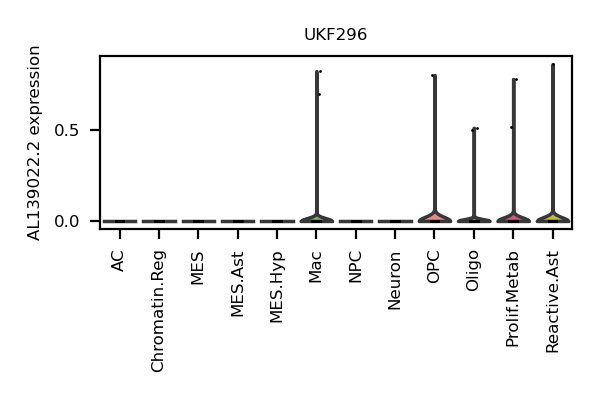 UKF296
AL139022.2 expression
0.5
0.0
AC
Chromatin.Reg
MES
MES.Ast
MES.Hyp
Mac
NPC
Neuron
OPC
Oligo
Prolif.Metab
Reactive.Ast